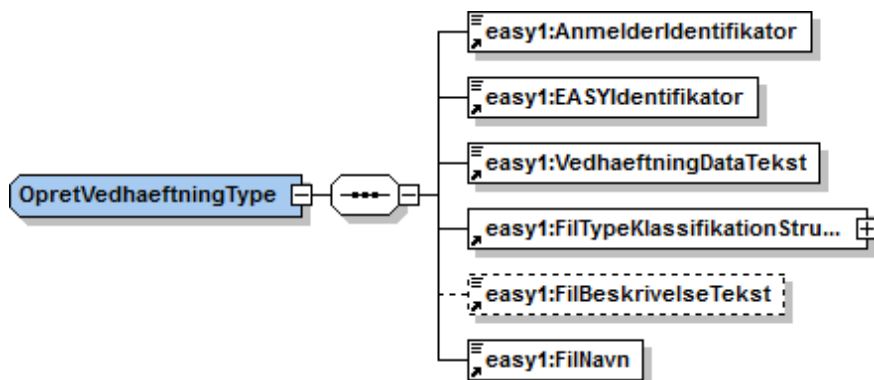 easy1:AnmelderIdentifikator
easy1:EASYIdentifikator
easy1:VedhaeftningDataTekst
OpretVedhaeftningType
easy1:FilTypeKlassifikationStru...
easy1:FilBeskrivelseTekst
easy1:FilNavn